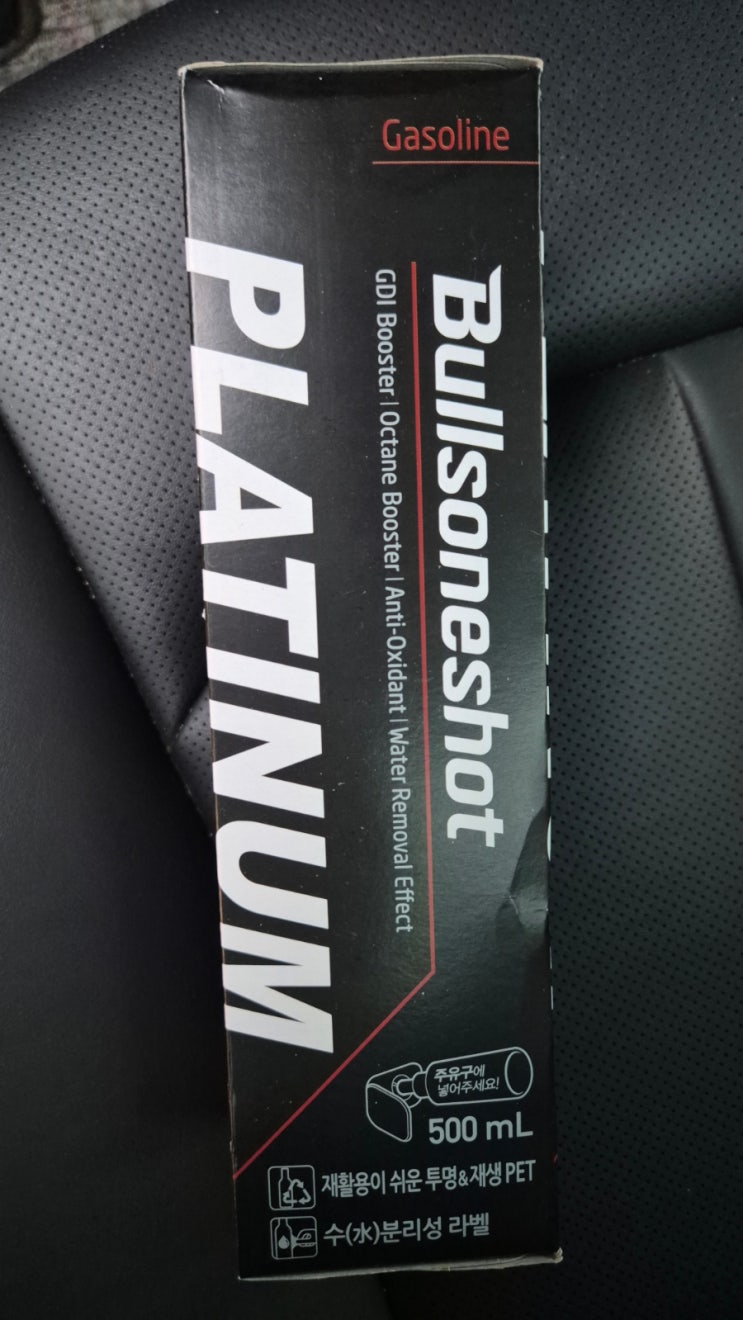 Gasoline
Bullsoneshot
GDI Booster | Octane Booster | Anti-Oxidant | Water Removal Effect
PLATINUM
주유구에
넣어주세요!
500 mL
재활용이 쉬운 투명&재생 PET
수(水)분리성 라벨